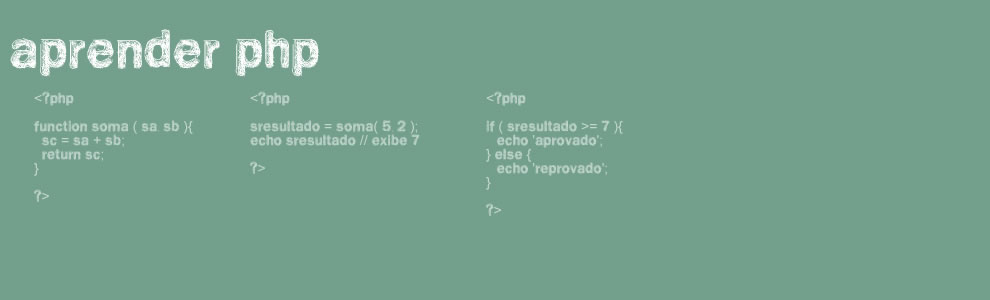 aprender php
<?php
function soma ( sa sb ){
sc = sa + sb;
return sc;
}
?>
<?php
sresultado = soma( 5 2 );
echo sresultado // exibe 7
?>
<?php
if ( sresultado >= 7 ){
echo 'aprovado';
} else {
echo 'reprovado';
}
?>